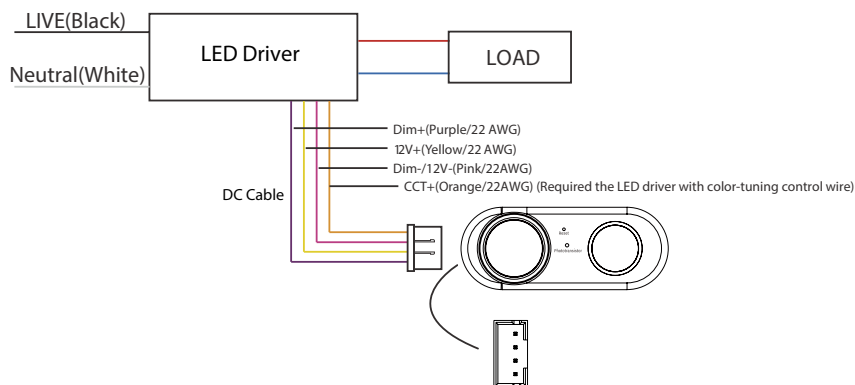 LIVE(Black)
LED Driver
LOAD
Neutral(White)
Dim+(Purple/22 AWG)
12V+(Yellow/22 AWG)
Dim-/12V-(Pink/22AWG)
CCT+(Orange/22AWG) (Required the LED driver with color-tuning control wire)
DC Cable
Reset
Phototransistor